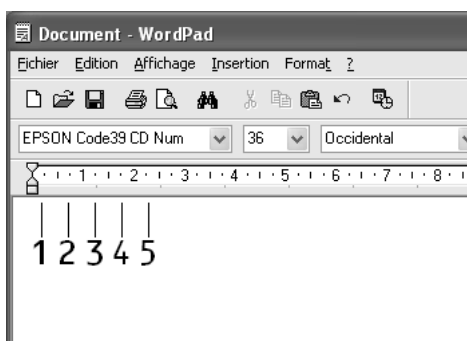 Document - WordPad
Fichier Edition Affichage Insertion Format ?
EPSON Code39 CD Num 36 Occidental
1 2 3 4 5 6 7 8
1 2 3 4 5